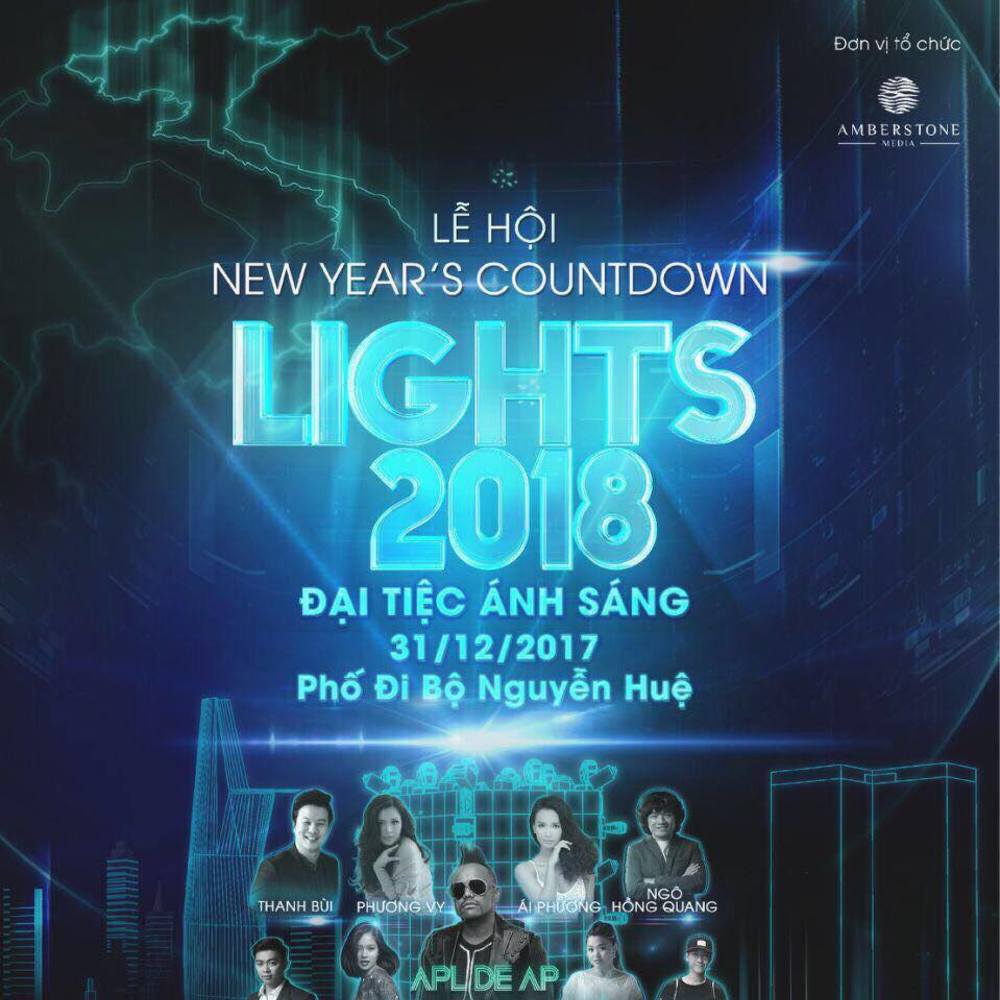 Đơn vị tổ chức
AMBERSTONE
MEDIA
LỄ HỘI
NEW YEAR'S COUNTDOWN
LIGHTS
2018
ĐẠI TIỆC ÁNH SÁNG
31/12/2017
Phố Đi Bộ Nguyễn Huệ
THANH BÙI
PHƯƠNG VY
ÁI PHƯƠNG
NGÔ
HỒNG QUANG
APL DE AP